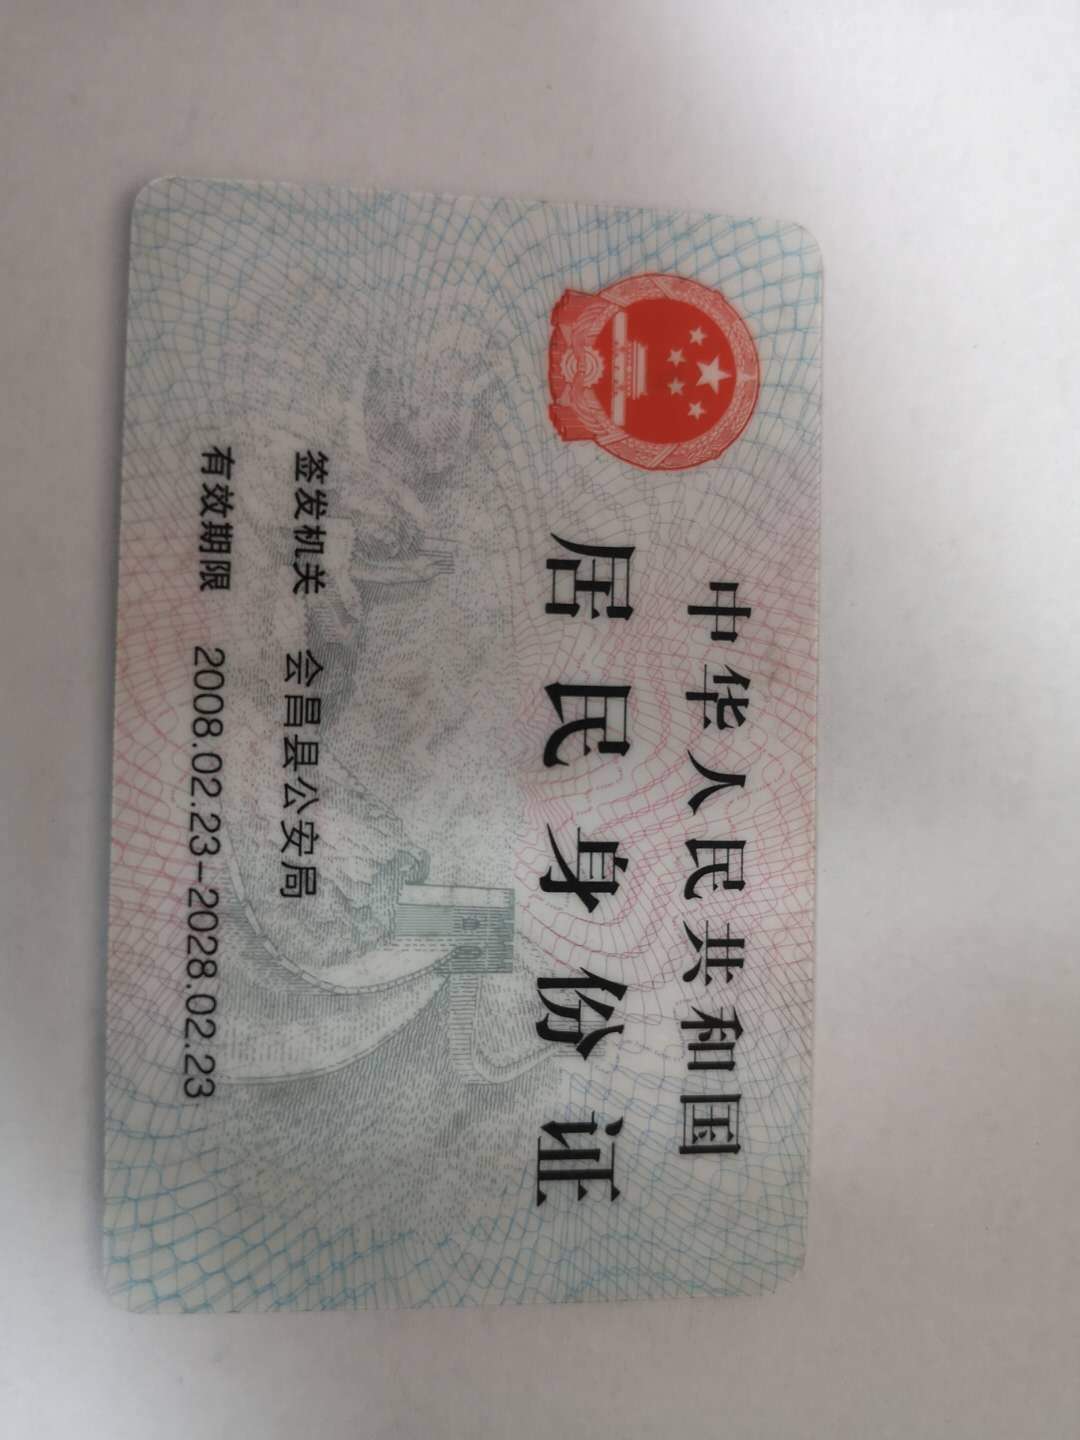 中华人民共和国
居民身份证
签发机关 会昌县公安局
有效期限 2008.02.23-2028.02.23